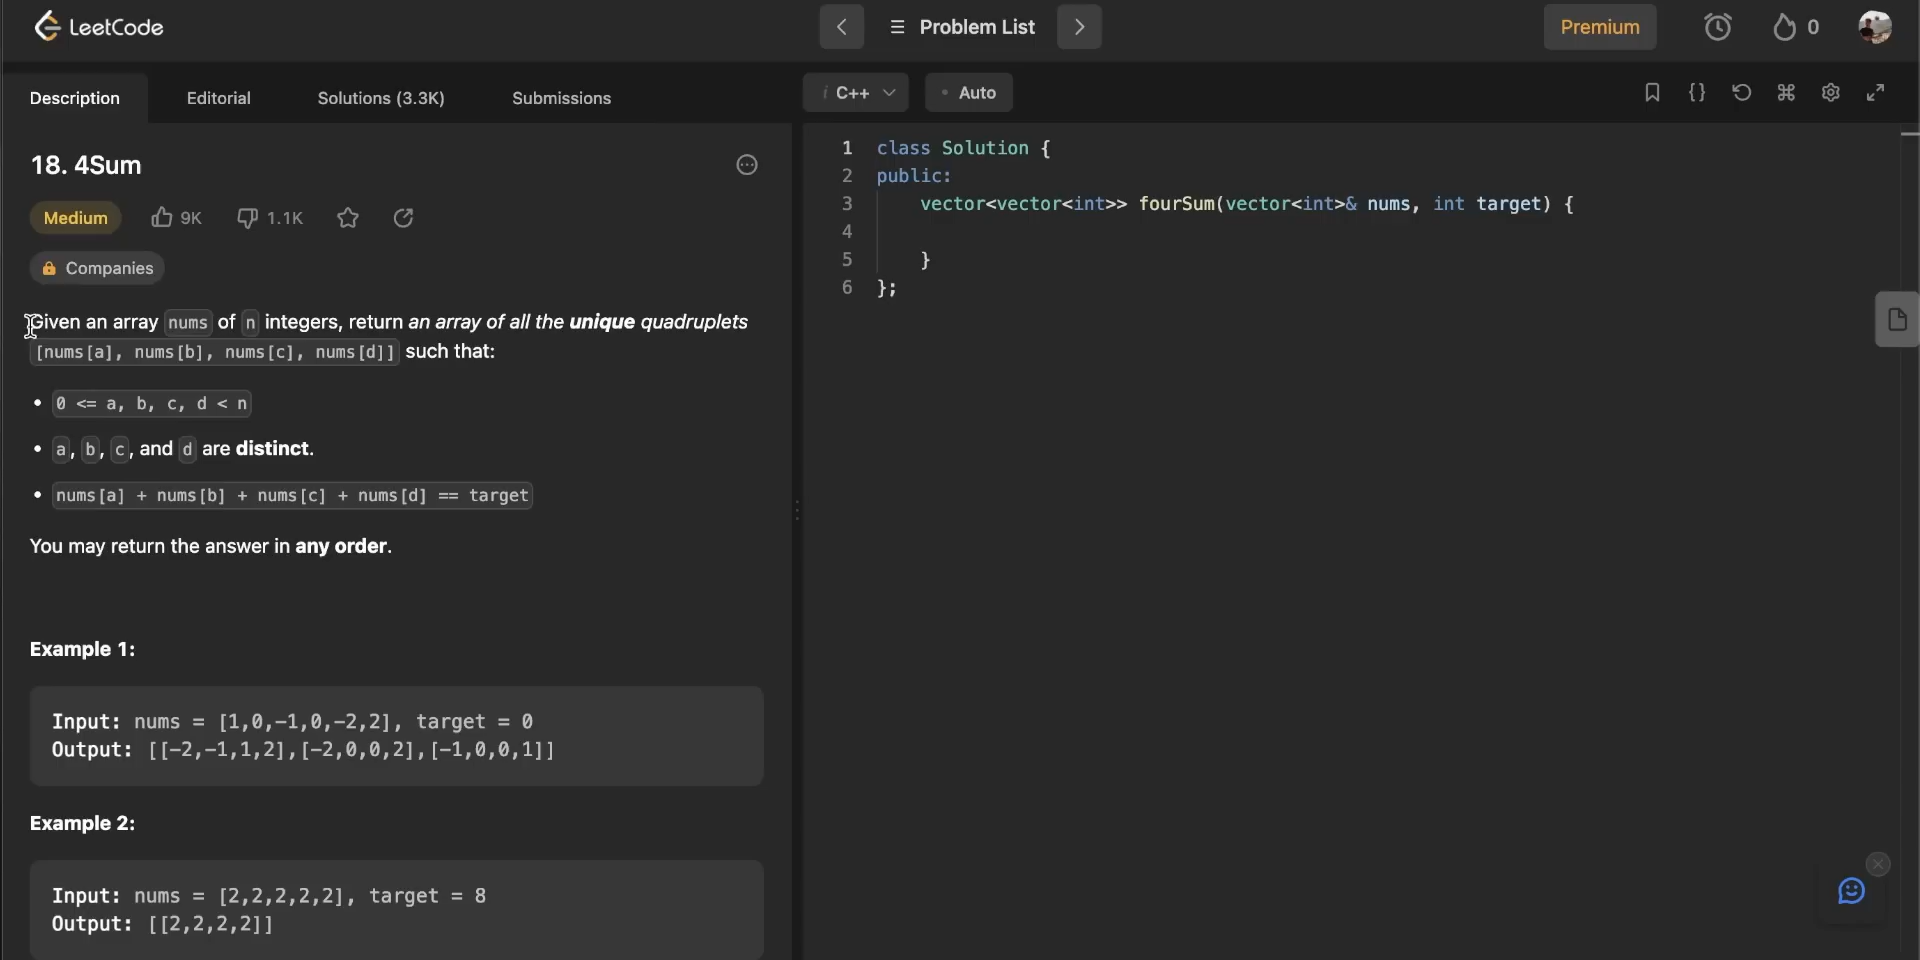 LeetCode
Problem List
Premium
0
Description Editorial Solutions (3.3K) Submissions
i C++ • Auto
18. 4Sum
Medium 9K 1.1K
Companies
Given an array nums of n integers, return an array of all the unique quadruplets
[nums[a], nums[b], nums[c], nums[d]] such that:
• 0 <= a, b, c, d < n
• a, b, c, and d are distinct.
• nums[a] + nums[b] + nums[c] + nums[d] == target
You may return the answer in any order.
Example 1:
Input: nums = [1,0,-1,0,-2,2], target = 0
Output: [[-2,-1,1,2],[-2,0,0,2],[-1,0,0,1]]
Example 2:
Input: nums = [2,2,2,2,2], target = 8
Output: [[2,2,2,2]]
1 class Solution {
2 public:
3 vector<vector<int>> fourSum(vector<int>& nums, int target) {
4
5 }
6 };